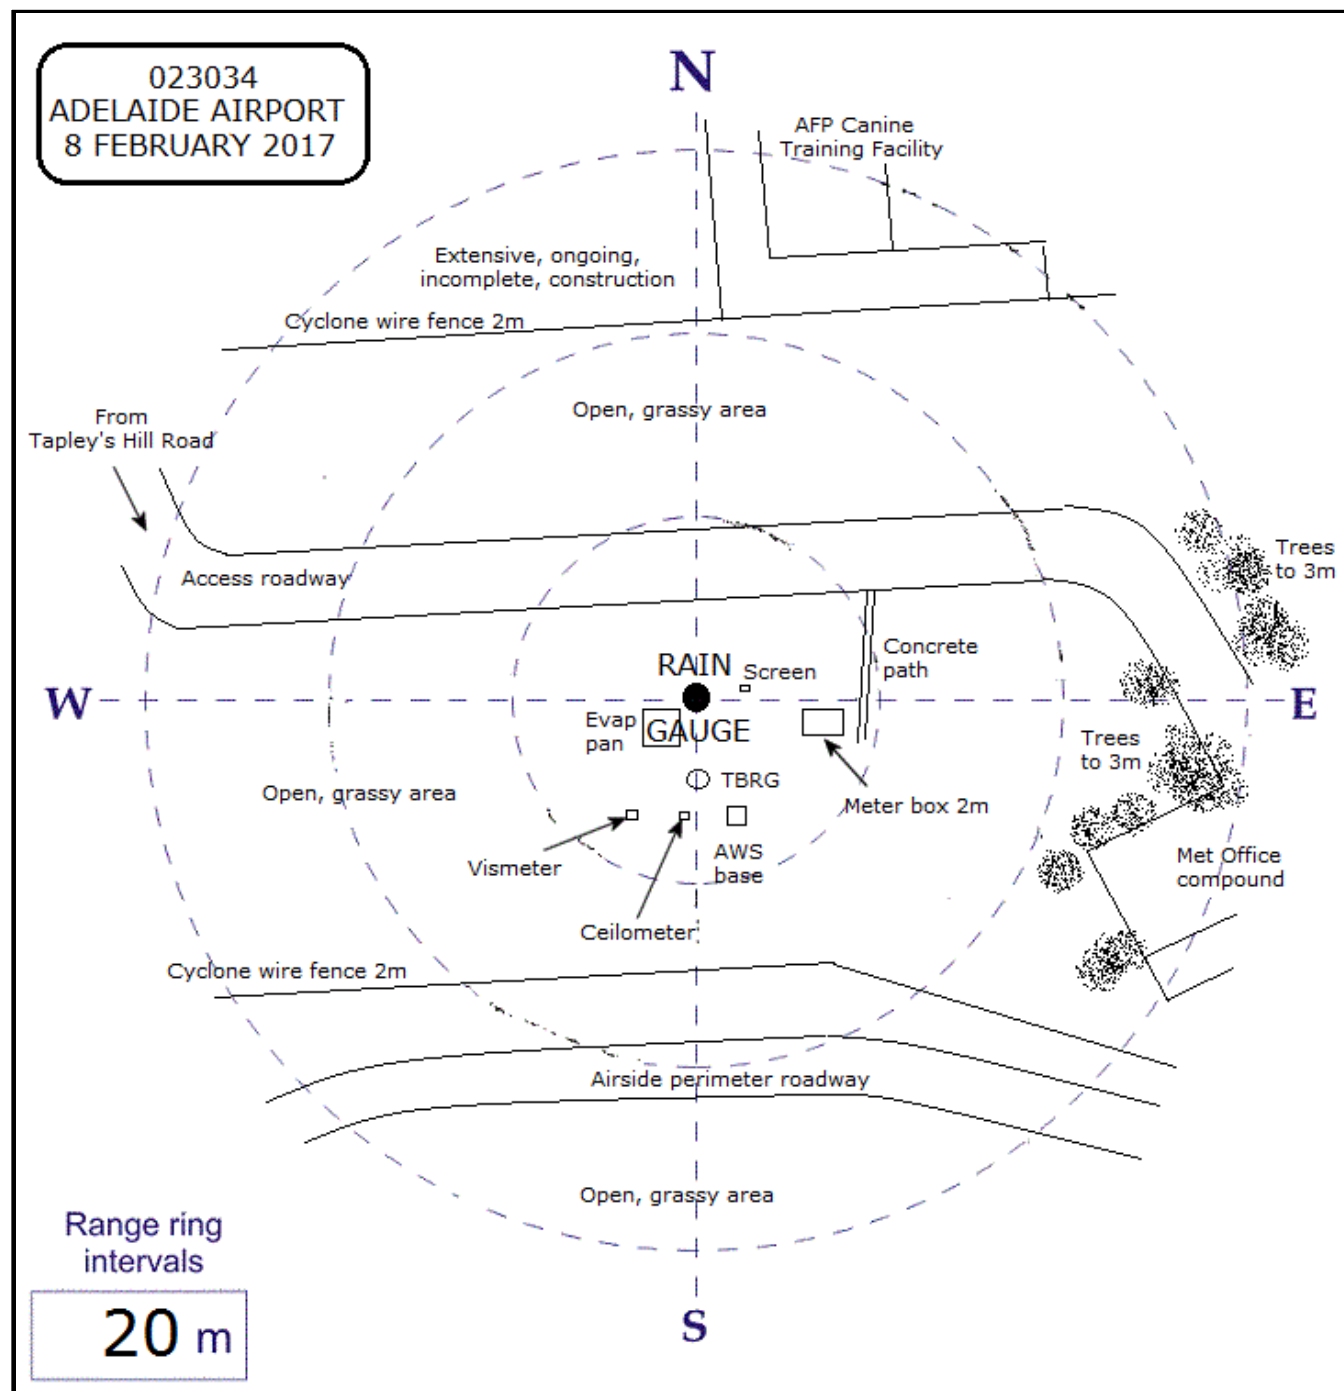 023034
ADELAIDE AIRPORT
8 FEBRUARY 2017
N
AFP Canine
Training Facility
Extensive, ongoing,
incomplete, construction
Cyclone wire fence 2m
Open, grassy area
From
Tapley's Hill Road
Trees
to 3m
Access roadway
Concrete
path
RAIN
Screen
W
E
Evap
pan
GAUGE
Trees
to 3m
TBRG
Open, grassy area
Meter box 2m
Vismeter
AWS
base
Met Office
compound
Ceilometer
Cyclone wire fence 2m
Airside perimeter roadway
Open, grassy area
Range ring
intervals
20 m
S